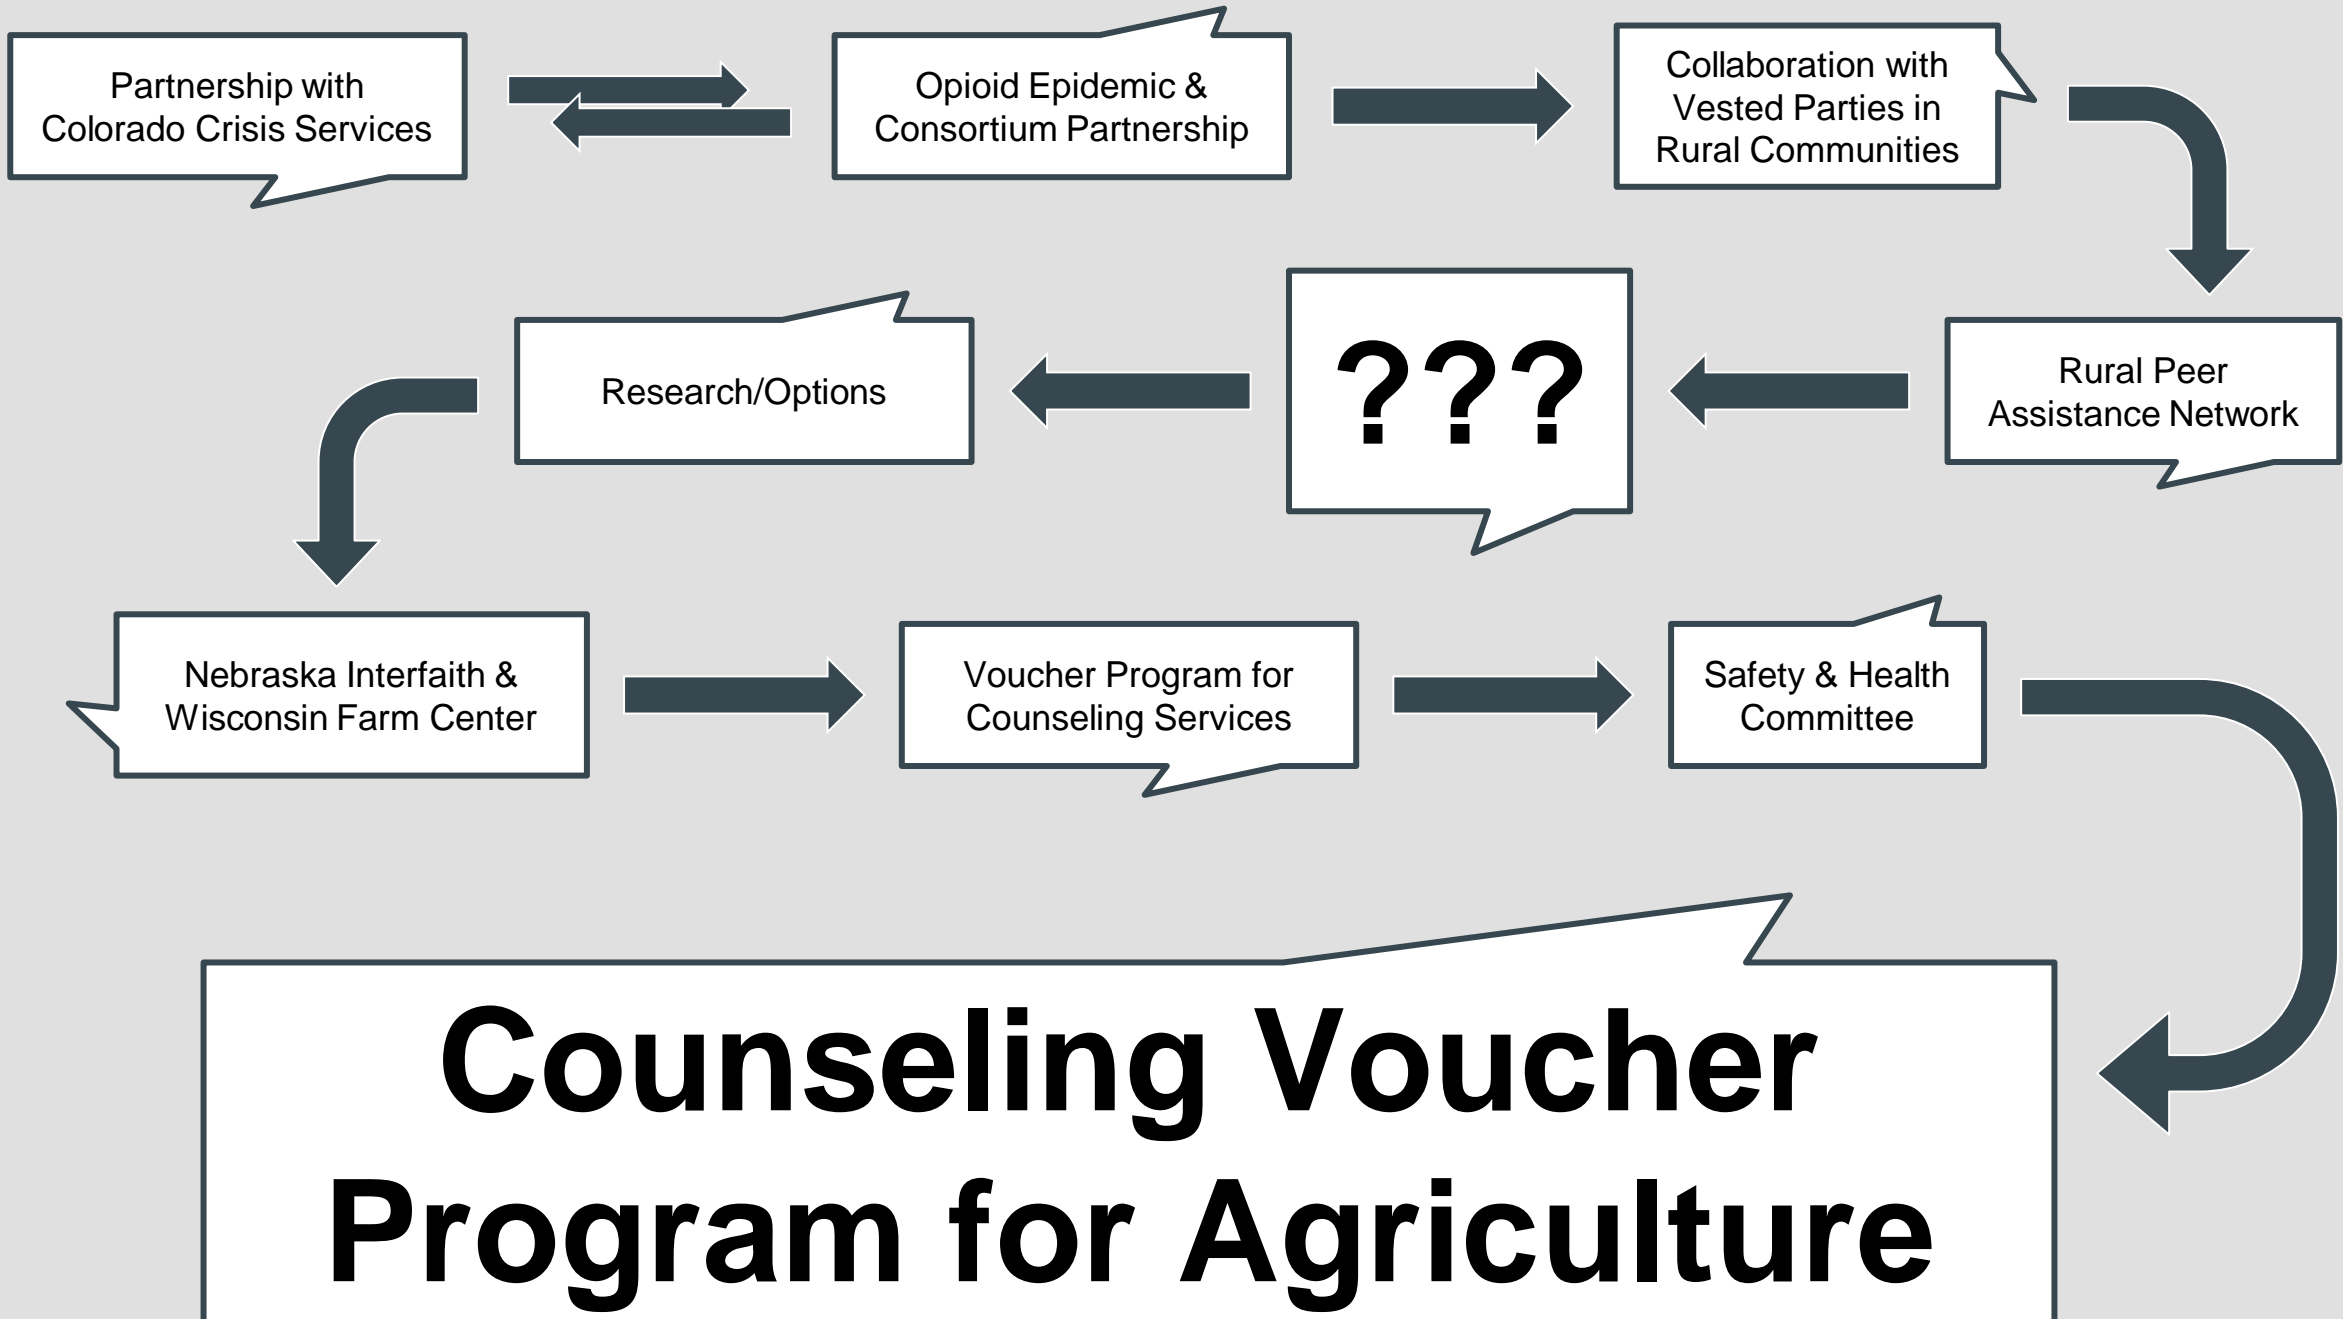 Partnership with
Colorado Crisis Services
Opioid Epidemic &
Consortium Partnership
Collaboration with
Vested Parties in
Rural Communities
Rural Peer
Assistance Network
???
Research/Options
Nebraska Interfaith &
Wisconsin Farm Center
Voucher Program for
Counseling Services
Safety & Health
Committee
Counseling Voucher
Program for Agriculture